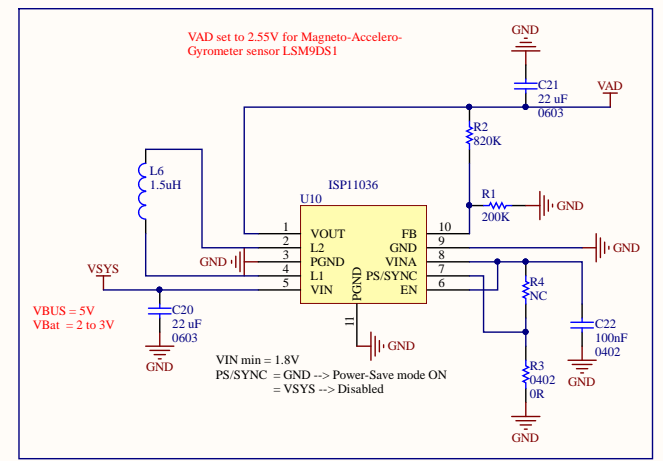 VAD set to 2.55V for Magneto-Accelero-
Gyrometer sensor LSM9DS1
GND
C21
22 uF
0603
VAD
R2
820K
L6
1.5uH
ISP11036
U10
R1
200K
GND
1
VOUT
FB
10
2
L2
GND
9
GND
GND
3
PGND
VINA
8
4
L1
PS/SYNC
7
VSYS
5
VIN
EN
6
PGND
11
GND
R4
NC
VBUS = 5V
VBat = 2 to 3V
C20
22 uF
0603
GND
C22
100nF
0402
GND
VIN min = 1.8V
PS/SYNC = GND --> Power-Save mode ON
= VSYS --> Disabled
R3
0402
0R
GND